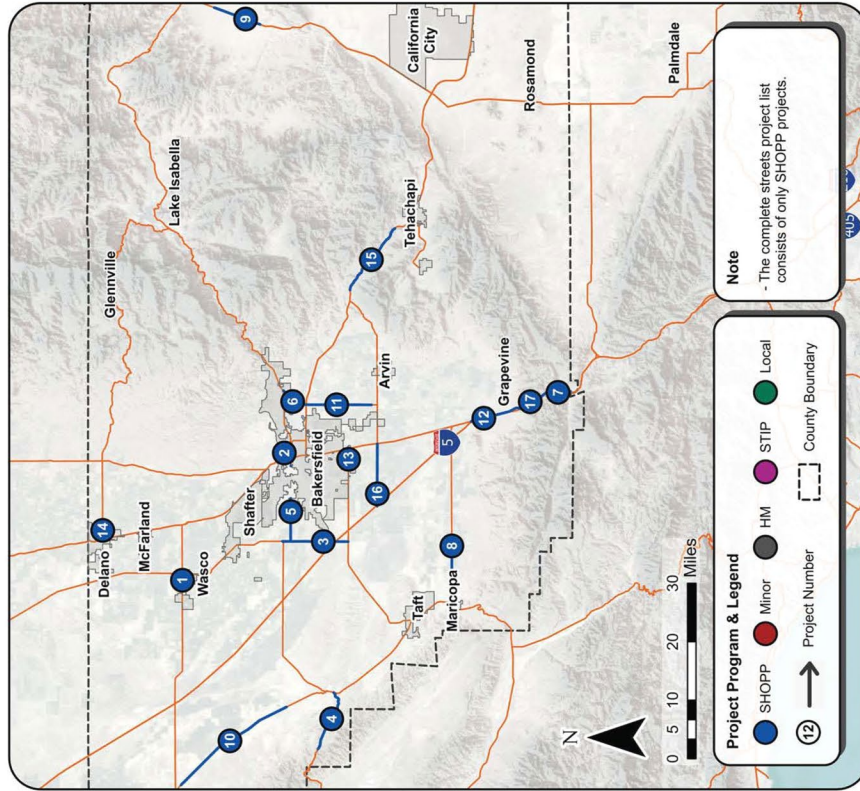 9
California
City
Rosamond
Palmdale
Lake Isabella
Glennville
15
Tehachapi
6
11
Arvin
Grapevine
12
17
7
2
Bakersfield
13
5
5
Shafter
16
3
14
Delano
McFarland
1
Wasco
8
Taft
Maricopa
10
4
N
0
5
10
20
30
Miles
405
Project Program & Legend
SHOPP
Minor
HM
STIP
Local
12
Project Number
County Boundary
Note
- The complete streets project list
consists of only SHOPP projects.